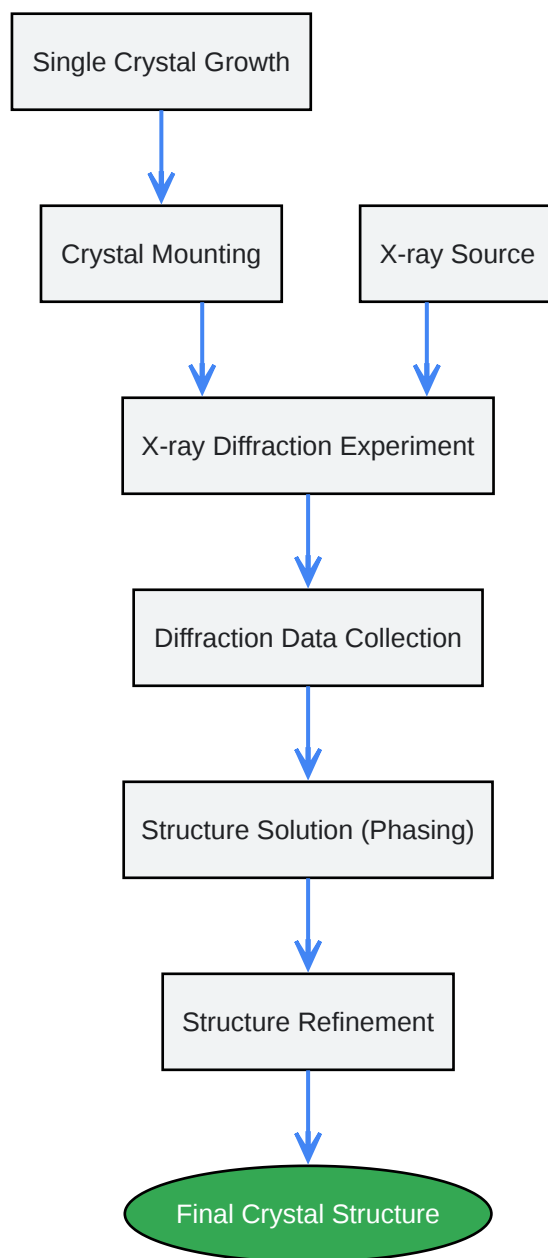 Single Crystal Growth
Crystal Mounting
X-ray Source
X-ray Diffraction Experiment
Diffraction Data Collection
Structure Solution (Phasing)
Structure Refinement
Final Crystal Structure